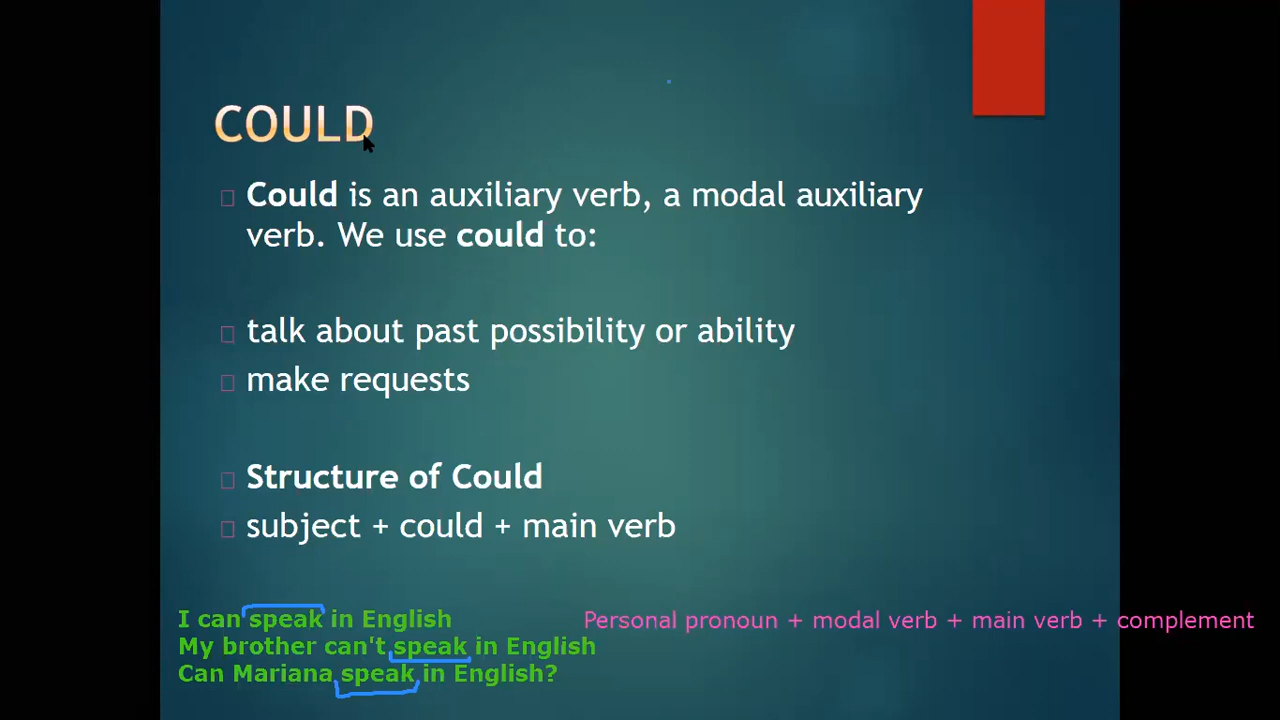 COULD
Could is an auxiliary verb, a modal auxiliary
verb. We use could to:
talk about past possibility or ability
make requests
Structure of Could
subject + could + main verb
I can speak in English
My brother can't speak in English
Can Mariana speak in English?
Personal pronoun + modal verb + main verb + complement